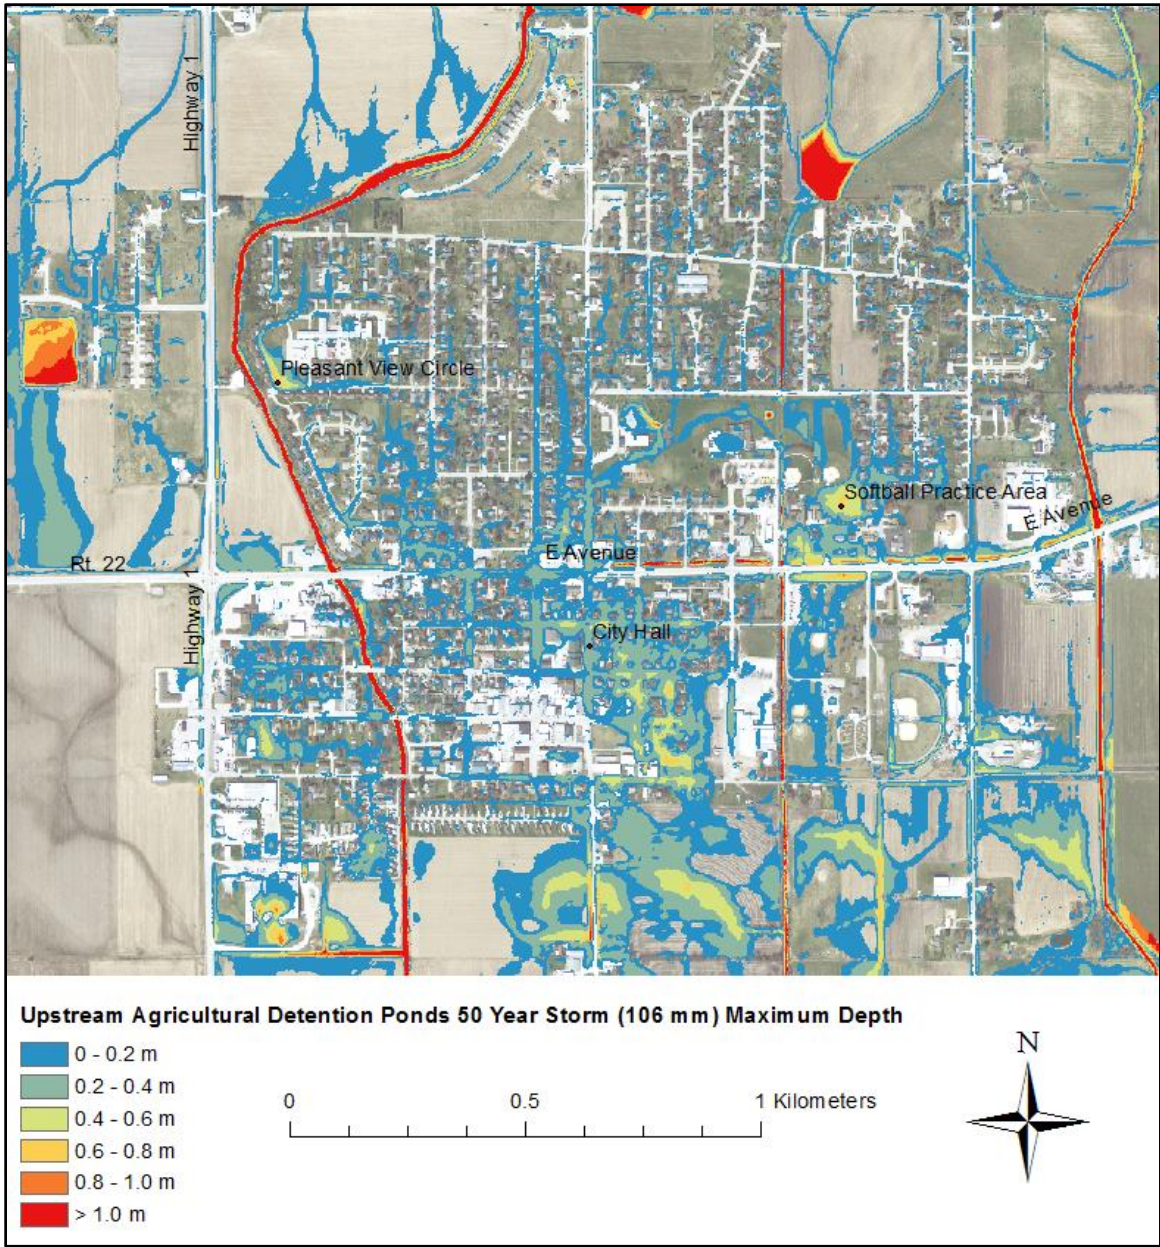 Highway 1
Pleasant View Circle
Softball Practice Area
E Avenue
E Avenue
Rt. 22
Highway 1
City Hall
Upstream Agricultural Detention Ponds 50 Year Storm (106 mm) Maximum Depth
0 - 0.2 m
0.2 - 0.4 m
0.4 - 0.6 m
0.6 - 0.8 m
0.8 - 1.0 m
> 1.0 m
0 0.5 1 Kilometers
N